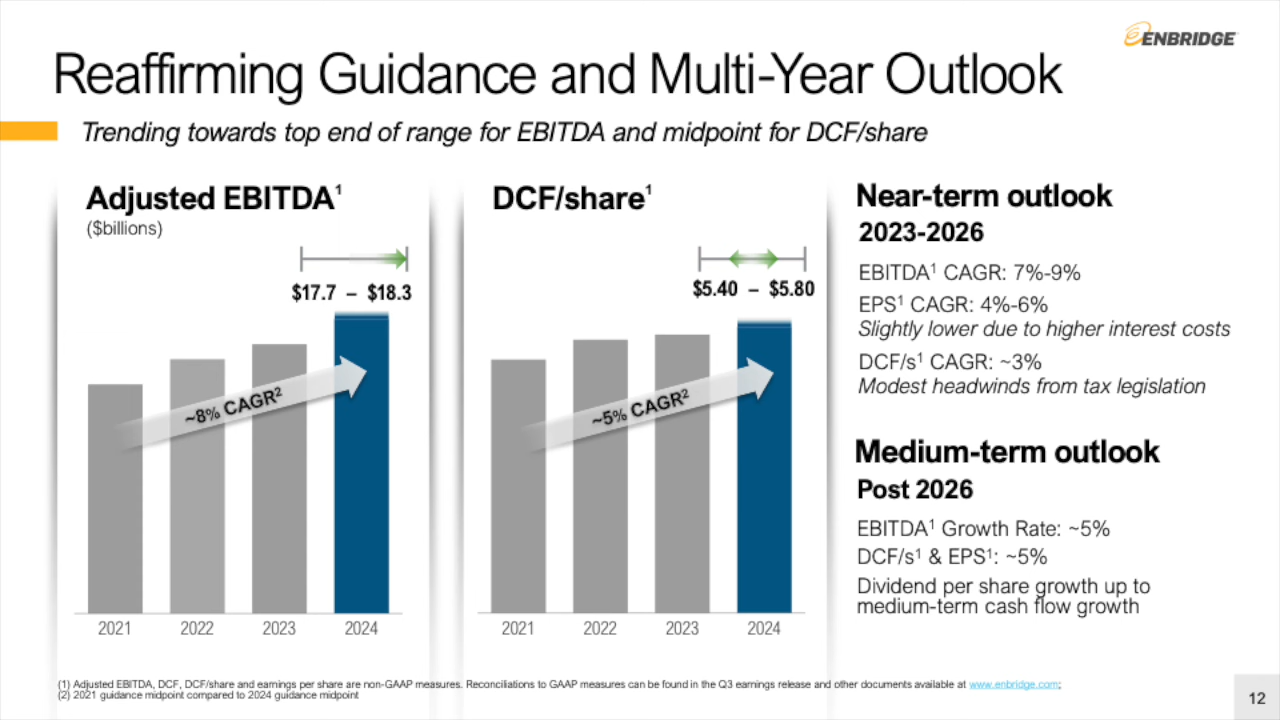 ENBRIDGE
Reaffirming Guidance and Multi-Year Outlook
Trending towards top end of range for EBITDA and midpoint for DCF/share
Adjusted EBITDA¹
($billions)
$17.7 – $18.3
~8% CAGR²
2021 2022 2023 2024
DCF/share¹
$5.40 – $5.80
~5% CAGR²
2021 2022 2023 2024
Near-term outlook
2023-2026
EBITDA¹ CAGR: 7%-9%
EPS¹ CAGR: 4%-6%
Slightly lower due to higher interest costs
DCF/s¹ CAGR: ~3%
Modest headwinds from tax legislation
Medium-term outlook
Post 2026
EBITDA¹ Growth Rate: ~5%
DCF/s¹ & EPS¹: ~5%
Dividend per share growth up to
medium-term cash flow growth
(1) Adjusted EBITDA, DCF, DCF/share and earnings per share are non-GAAP measures. Reconciliations to GAAP measures can be found in the Q3 earnings release and other documents available at www.enbridge.com;
(2) 2021 guidance midpoint compared to 2024 guidance midpoint
12